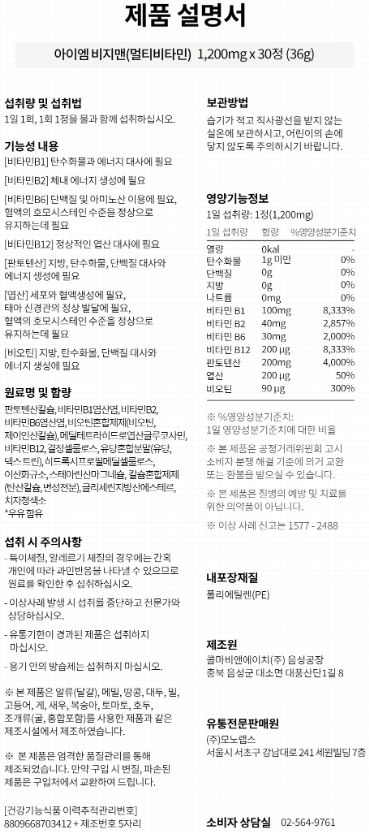 제품 설명서
아이엠 비지맨(멀티비타민) 1,200mg x 30정 (36g)
섭취량 및 섭취법
1일 1회, 1회 1정을 물과 함께 섭취하십시오.
기능성 내용
[비타민B1] 탄수화물과 에너지 대사에 필요
[비타민B2] 체내 에너지 생성에 필요
[비타민B6] 단백질 및 아미노산 이용에 필요,
혈액의 호모시스테인 수준을 정상으로
유지하는데 필요
[비타민B12] 정상적인 엽산 대사에 필요
[판토텐산] 지방, 탄수화물, 단백질 대사와
에너지 생성에 필요
[엽산] 세포와 혈액생성에 필요,
태아 신경관의 정상 발달에 필요,
혈액의 호모시스테인 수준을 정상으로
유지하는데 필요
[비오틴] 지방, 탄수화물, 단백질 대사와
에너지 생성에 필요
원료명 및 함량
판토텐산칼슘, 비타민B1염산염, 비타민B2,
비타민B6염산염, 비오틴혼합제제(비오틴,
제이인산칼슘), 메틸테트라히드로엽산글루코사민,
비타민B12, 결정셀룰로스, 유당혼합분말(유당,
덱스트린), 히드록시프로필메틸셀룰로스,
이산화규소, 스테아린산마그네슘, 칼슘혼합제제
(탄산칼슘, 변성전분), 글리세린지방산에스테르,
치자청색소
*우유 함유
섭취 시 주의사항
- 특이체질, 알레르기 체질의 경우에는 간혹
개인에 따라 과민반응을 나타낼 수 있으므로
원료를 확인한 후 섭취하십시오.
- 이상사례 발생 시 섭취를 중단하고 전문가와
상담하십시오.
- 유통기한이 경과된 제품은 섭취하지
마십시오.
- 용기 안의 방습제는 섭취하지 마십시오.
※ 본 제품은 알류(달걀), 메밀, 땅콩, 대두, 밀,
고등어, 게, 새우, 복숭아, 토마토, 호두,
조개류(굴, 홍합포함)를 사용한 제품과 같은
제조시설에서 제조하였습니다.
※ 본 제품은 엄격한 품질관리를 통해
제조되었습니다. 만약 구입 시 변질, 파손된
제품은 구입처에서 교환하여 드립니다.
[건강기능식품 이력추적관리번호]
8809668703412 + 제조번호 5자리
보관방법
습기가 적고 직사광선을 받지 않는
실온에 보관하시고, 어린이의 손에
닿지 않도록 주의하시기 바랍니다.
영양기능정보
1일 섭취량: 1정(1,200mg)
1일 섭취량 함량 %영양성분기준치
열량 0kal -
탄수화물 1g 미만 0%
단백질 0g 0%
지방 0g 0%
나트륨 0mg 0%
비타민 B1 100mg 8,333%
비타민 B2 40mg 2,857%
비타민 B6 30mg 2,000%
비타민 B12 200 μg 8,333%
판토텐산 200mg 4,000%
엽산 200 μg 50%
비오틴 90 μg 300%
※ %영양성분기준치:
1일 영양성분기준치에 대한 비율
※ 본 제품은 공정거래위원회 고시
소비자 분쟁 해결 기준에 의거 교환
또는 환불을 받으실 수 있습니다.
※ 본 제품은 질병의 예방 및 치료를
위한 의약품이 아닙니다.
※ 이상 사례 신고는 1577 - 2488
내포장재질
폴리에틸렌(PE)
제조원
콜마비앤에이치(주) 음성공장
충북 음성군 대소면 대풍산단1길 8
유통전문판매원
(주)모노랩스
서울시 서초구 강남대로 241 세원빌딩 7층
소비자 상담실 02-564-9761